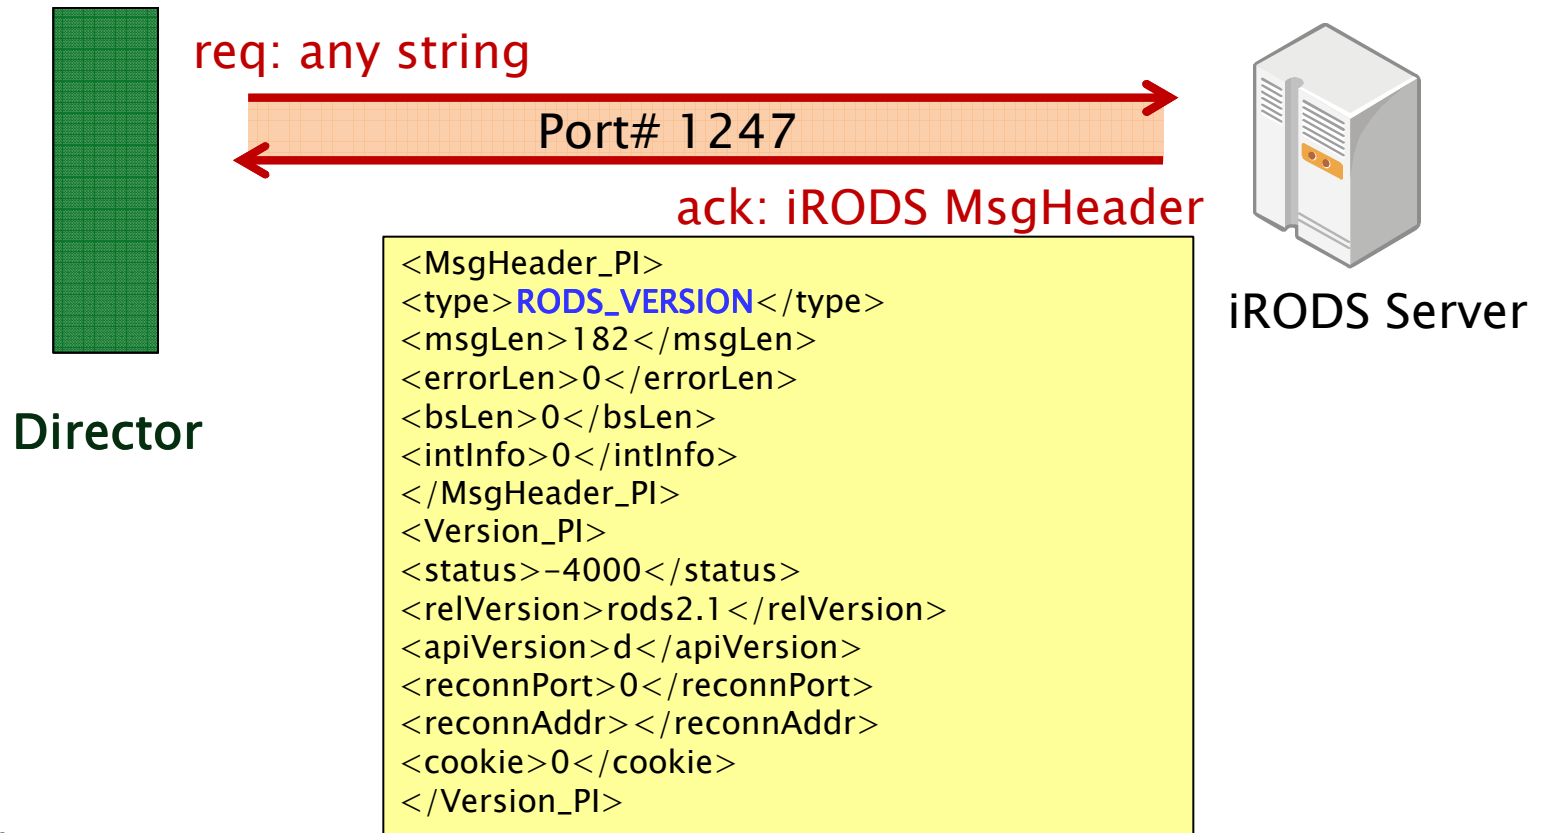 req: any string
Port# 1247
ack: iRODS MsgHeader
<MsgHeader_PI>
<type>RODS_VERSION</type>
<msgLen>182</msgLen>
<errorLen>0</errorLen>
<bsLen>0</bsLen>
<intInfo>0</intInfo>
</MsgHeader_PI>
<Version_PI>
<status>-4000</status>
<relVersion>rods2.1</relVersion>
<apiVersion>d</apiVersion>
<reconnPort>0</reconnPort>
<reconnAddr></reconnAddr>
<cookie>0</cookie>
</Version_PI>
iRODS Server
Director